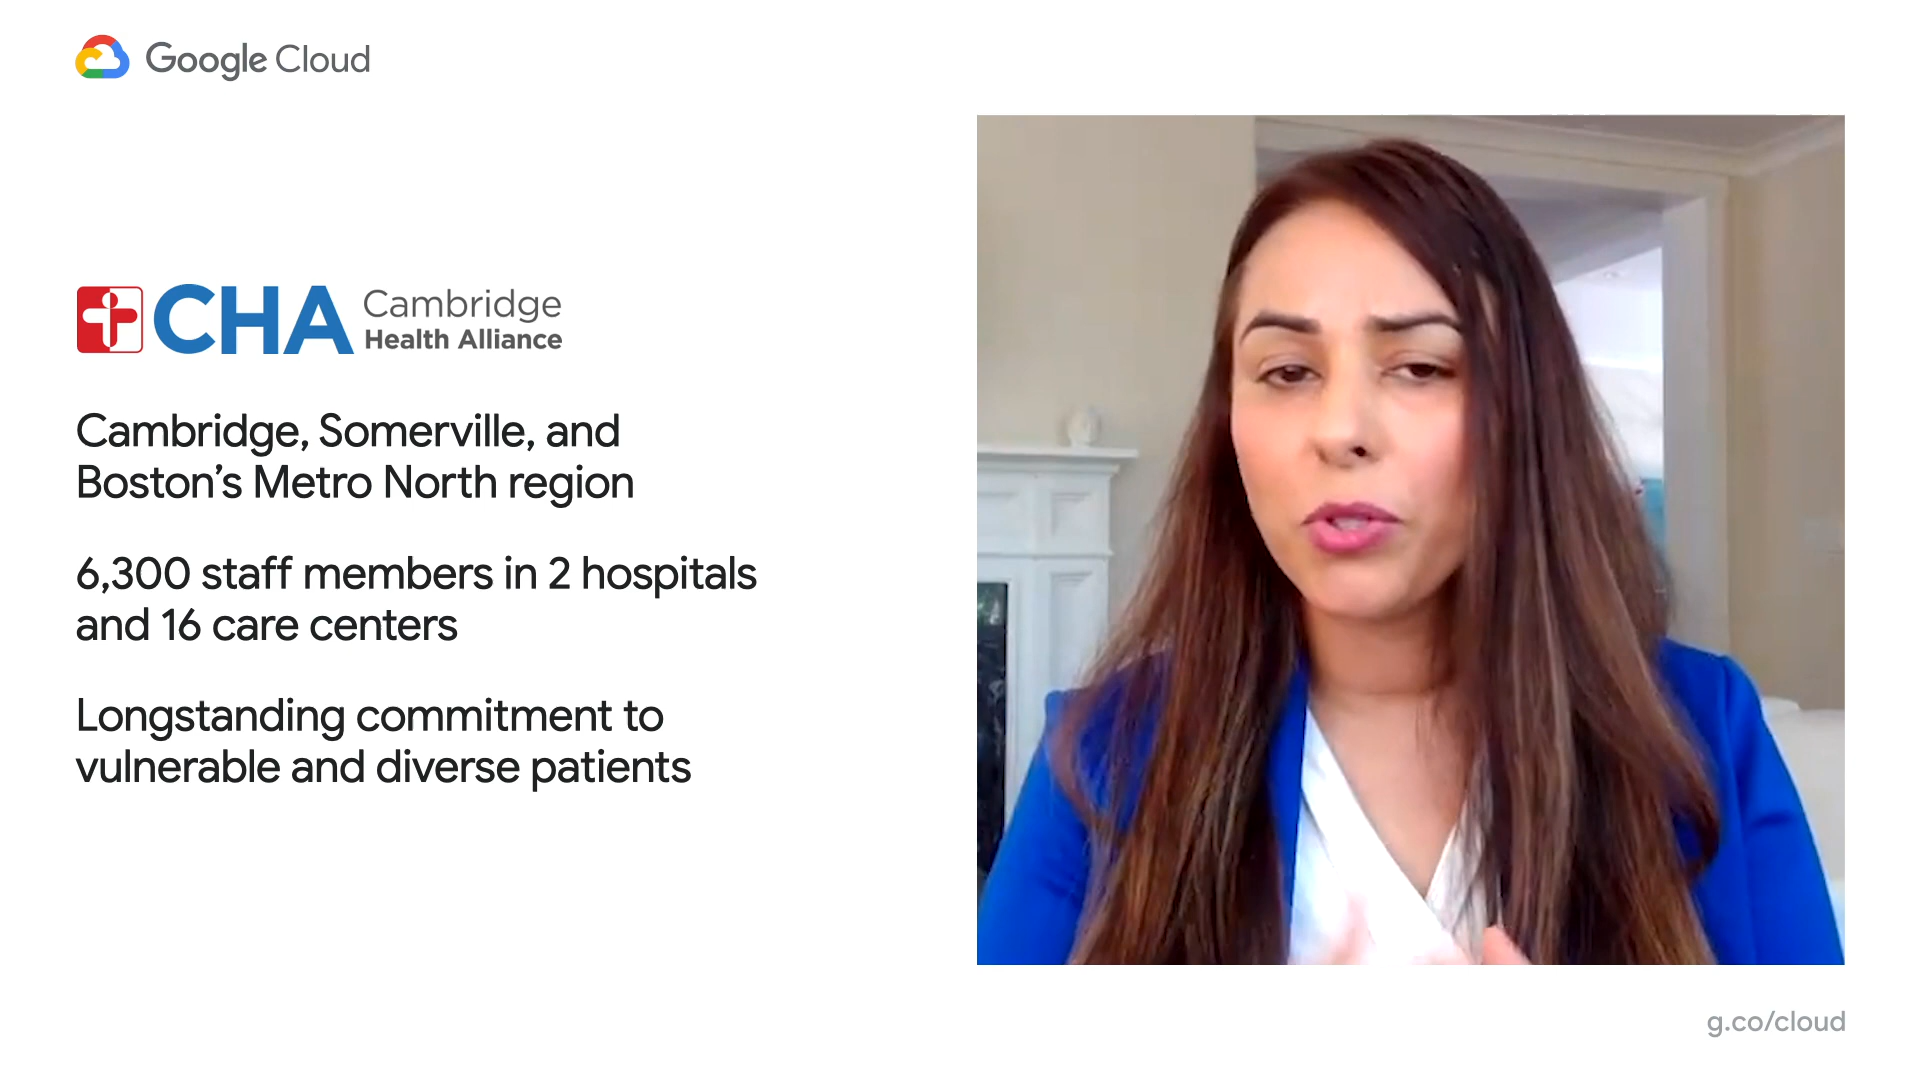 Google Cloud
CHA Cambridge
Health Alliance
Cambridge, Somerville, and
Boston’s Metro North region
6,300 staff members in 2 hospitals
and 16 care centers
Longstanding commitment to
vulnerable and diverse patients
g.co/cloud